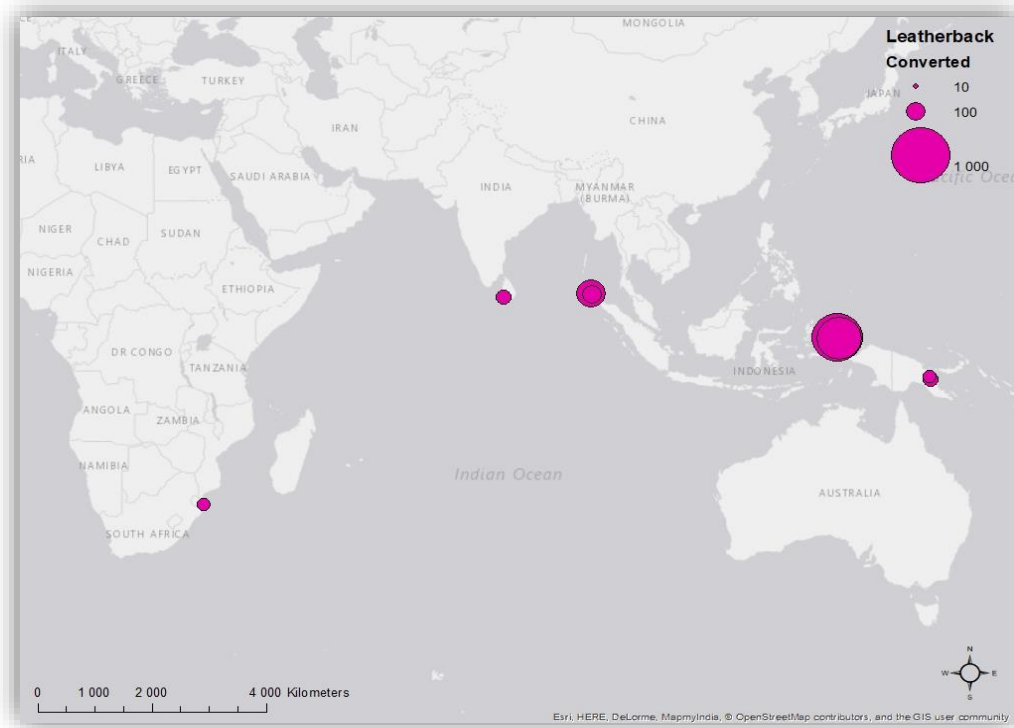 MONGOLIA
ITALY
GREECE
TURKEY
Leatherback
Converted
10
100
1 000
JAPAN
CHINA
IRAN
LIBYA
EGYPT
SAUDI ARABIA
INDIA
MYANMAR
(BURMA)
NIGER
CHAD
SUDAN
NIGERIA
ETHIOPIA
DR CONGO
TANZANIA
INDONESIA
ANGOLA
ZAMBIA
NAMIBIA
Indian Ocean
AUSTRALIA
SOUTH AFRICA
N
W
E
S
0 1 000 2 000 4 000 Kilometers
Esri, HERE, DeLorme, MapmyIndia, © OpenStreetMap contributors, and the GIS user community